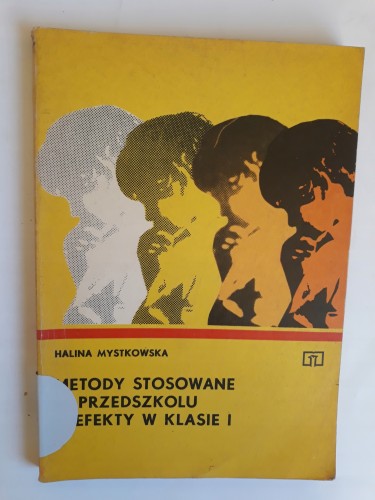 HALINA MYSTKOWSKA
METODY STOSOWANE
PRZEDSZKOLU
EFEKTY W KLASIE I